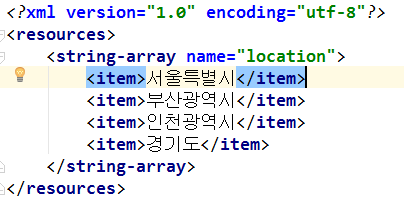 <?xml version="1.0" encoding="utf-8"?>
<resources>
    <string-array name="location">
        <item>서울특별시</item>
        <item>부산광역시</item>
        <item>인천광역시</item>
        <item>경기도</item>
    </string-array>
</resources>